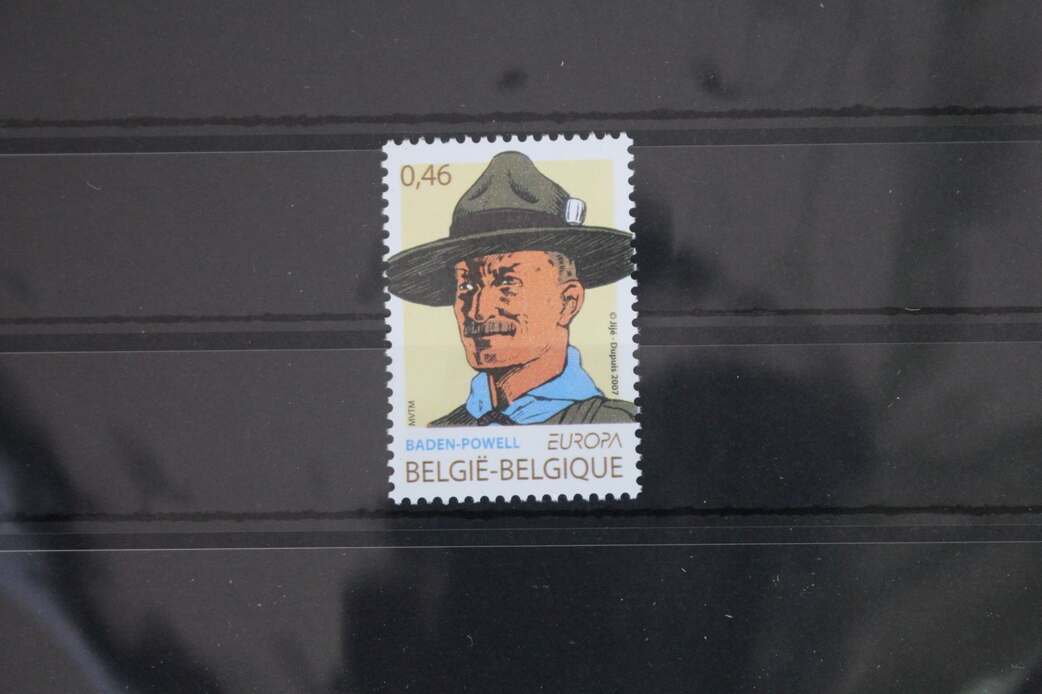 0,46
© Jijé - Dupuis 2007
MVTM
BADEN-POWELL EUROPA
BELGIË-BELGIQUE